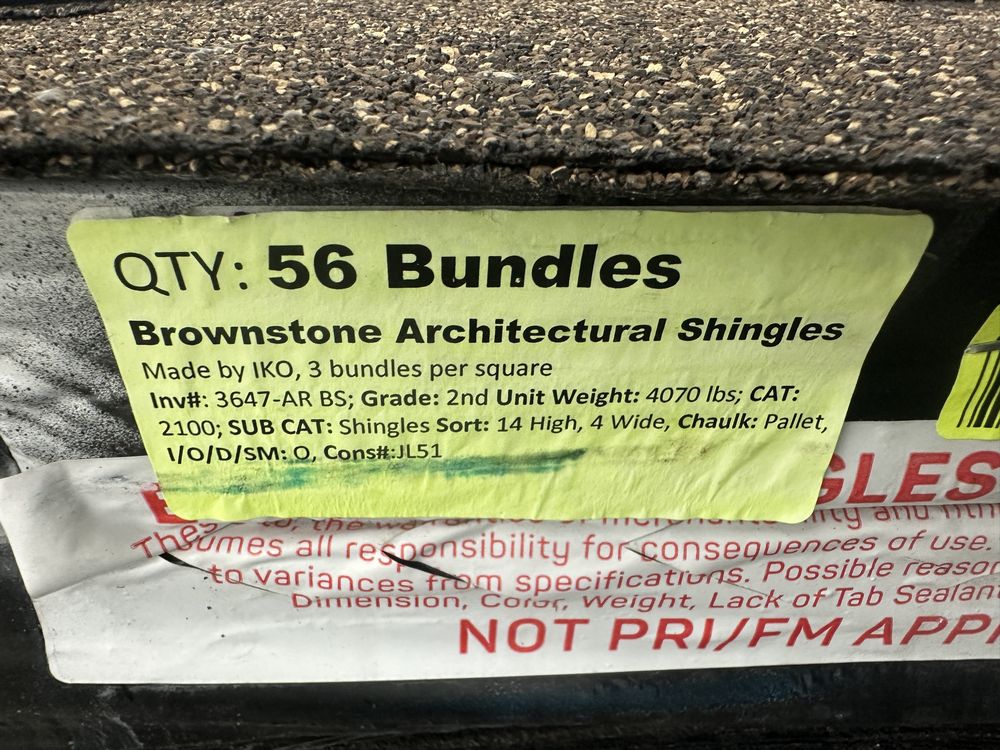 QTY: 56 Bundles
Brownstone Architectural Shingles
Made by IKO, 3 bundles per square
Inv#: 3647-AR BS; Grade: 2nd Unit Weight: 4070 lbs; CAT:
2100; SUB CAT: Shingles Sort: 14 High, 4 Wide, Chaulk: Pallet,
I/O/D/SM: O, Cons#:JL51
GLES
umes all responsibility for consequences of use.
to variances from specifications. Possible reason
Dimension, Color, Weight, Lack of Tab Sealant
NOT PRI/FM APP